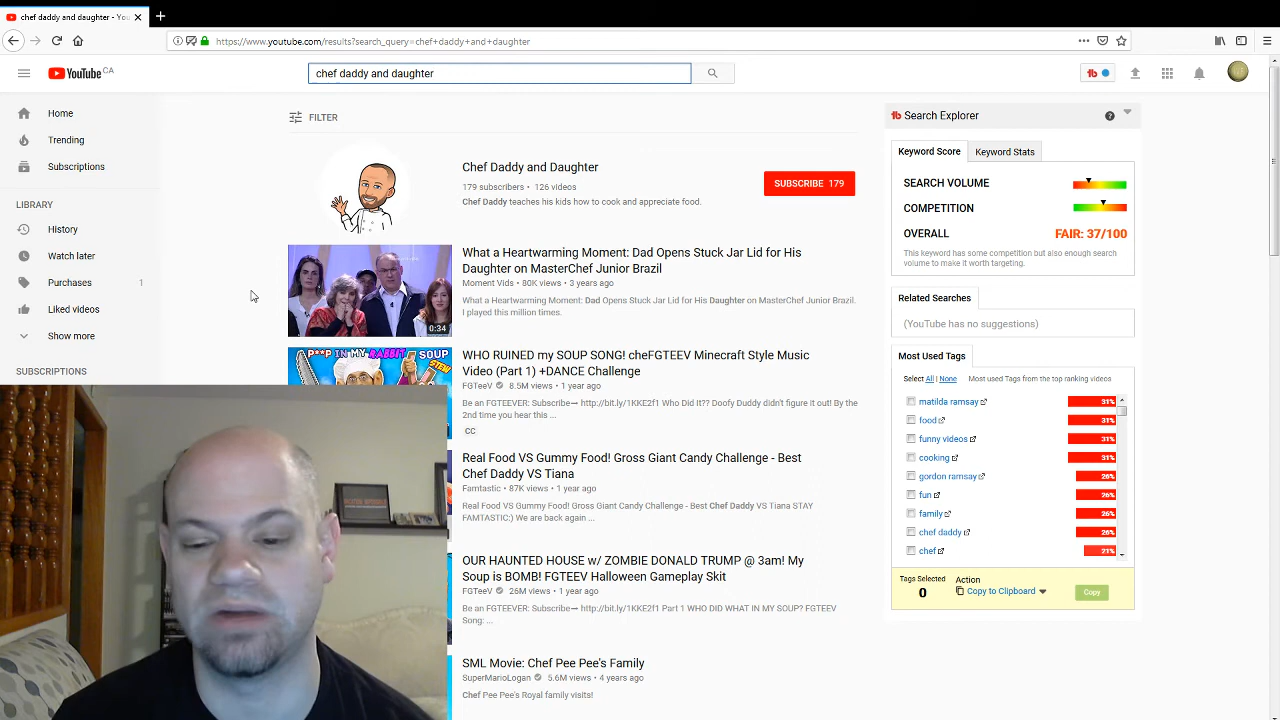 chef daddy and daughter - You
https://www.youtube.com/results?search_query=chef+daddy+and+daughter
YouTube CA
chef daddy and daughter
Home
Trending
Subscriptions
LIBRARY
History
Watch later
Purchases 1
Liked videos
Show more
SUBSCRIPTIONS
FILTER
Chef Daddy and Daughter
179 subscribers • 126 videos
Chef Daddy teaches his kids how to cook and appreciate food.
SUBSCRIBE 179
0:34
What a Heartwarming Moment: Dad Opens Stuck Jar Lid for His
Daughter on MasterChef Junior Brazil
Moment Vids • 80K views • 3 years ago
What a Heartwarming Moment: Dad Opens Stuck Jar Lid for His Daughter on MasterChef Junior Brazil.
I played this million times.
P**P IN MY RABBIT SOUP
STEW
WHO RUINED my SOUP SONG! cheFGTEEV Minecraft Style Music
Video (Part 1) +DANCE Challenge
FGTeeV • 8.5M views • 1 year ago
Be an FGTEEVER: Subscribe→ http://bit.ly/1KKE2f1 Who Did It?? Doofy Duddy didn't figure it out! By the
2nd time you hear this ...
CC
Real Food VS Gummy Food! Gross Giant Candy Challenge - Best
Chef Daddy VS Tiana
Famtastic • 87K views • 1 year ago
Real Food VS Gummy Food! Gross Giant Candy Challenge - Best Chef Daddy VS Tiana STAY
FAMTASTIC:) We are back again ...
OUR HAUNTED HOUSE w/ ZOMBIE DONALD TRUMP @ 3am! My
Soup is BOMB! FGTEEV Halloween Gameplay Skit
FGTeeV • 26M views • 1 year ago
Be an FGTEEVER: Subscribe→ http://bit.ly/1KKE2f1 Part 1 WHO DID WHAT IN MY SOUP? FGTEEV
Song: ...
SML Movie: Chef Pee Pee's Family
SuperMarioLogan • 5.6M views • 4 years ago
Chef Pee Pee's Royal family visits!
tb
tb Search Explorer
Keyword Score Keyword Stats
SEARCH VOLUME
COMPETITION
OVERALL FAIR: 37/100
This keyword has some competition but also enough search
volume to make it worth targeting.
Related Searches
(YouTube has no suggestions)
Most Used Tags
Select All | None Most used Tags from the top ranking videos
matilda ramsay 31%
food 31%
funny videos 31%
cooking 31%
gordon ramsay 26%
fun 26%
family 26%
chef daddy 26%
chef 21%
Tags Selected
0
Action
Copy to Clipboard
Copy